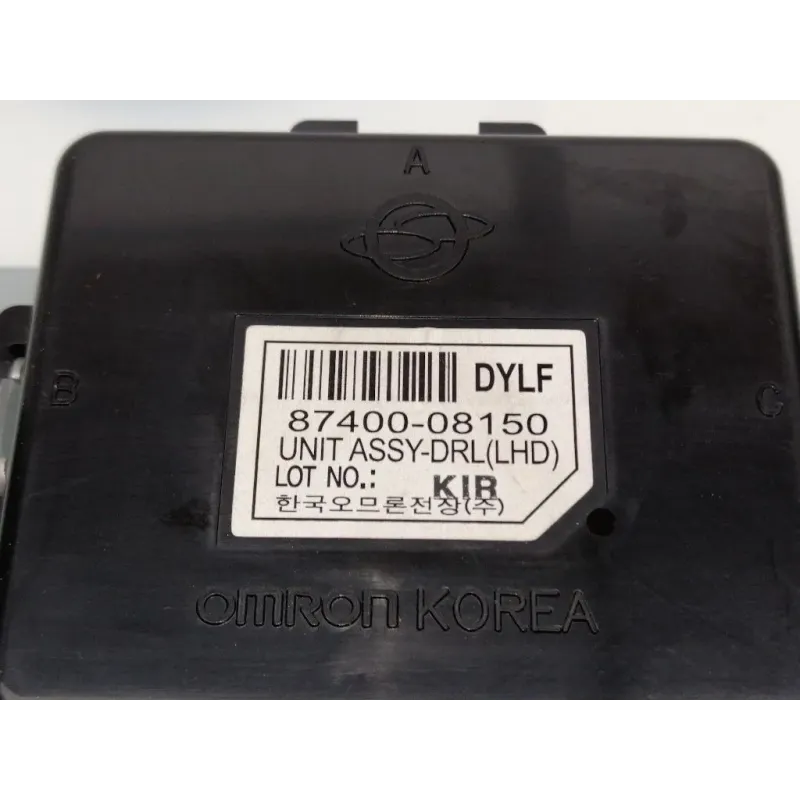 A
DYLF
B
C
87400-08150
UNIT ASSY-DRL(LHD)
LOT NO.: KIB
한국오므론전장(주)
omron KOREA